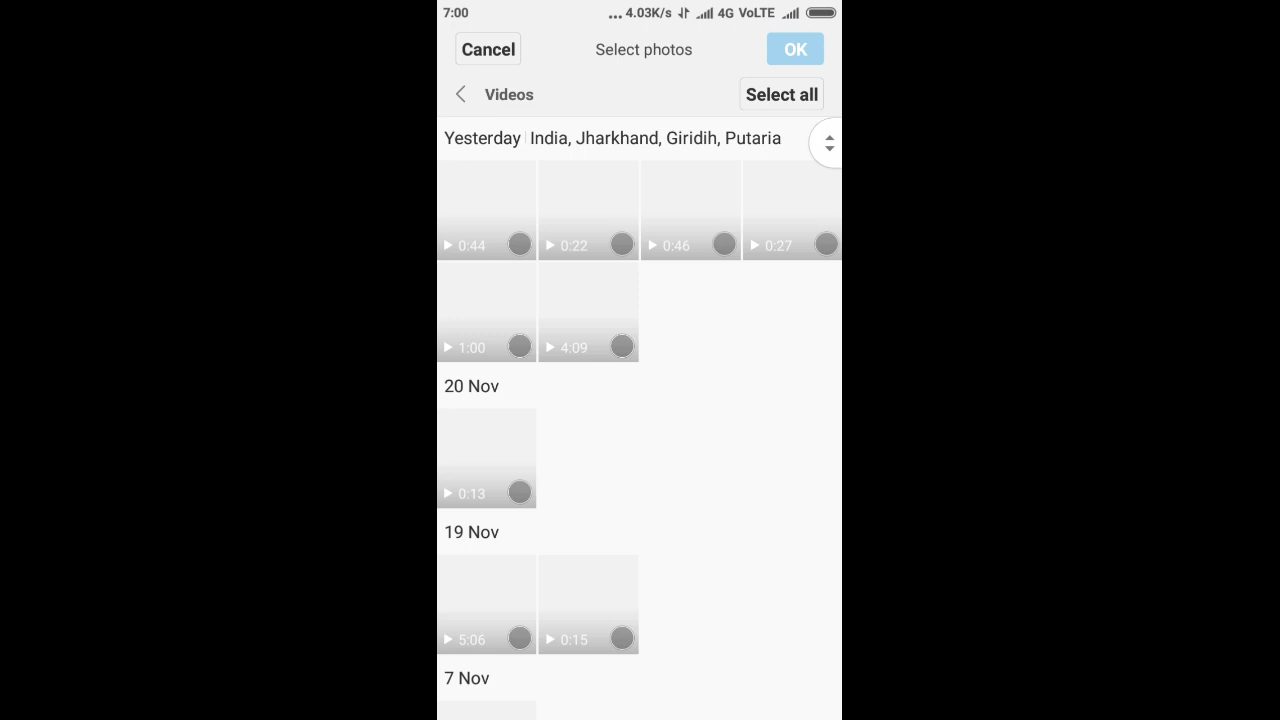 7:00 ... 4.03K/s 4G VoLTE
Cancel Select photos OK
Videos Select all
Yesterday India, Jharkhand, Giridih, Putaria
0:44 0:22 0:46 0:27
1:00 4:09
20 Nov
0:13
19 Nov
5:06 0:15
7 Nov